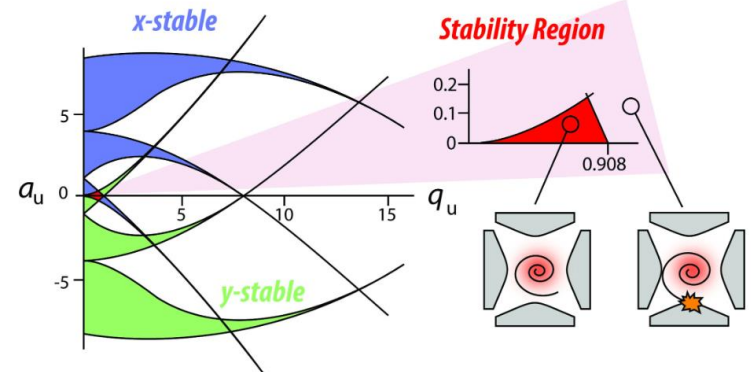 x-stable
Stability Region
5
0
-5
a_u
5
10
15
q_u
y-stable
0.2
0.1
0
0.908